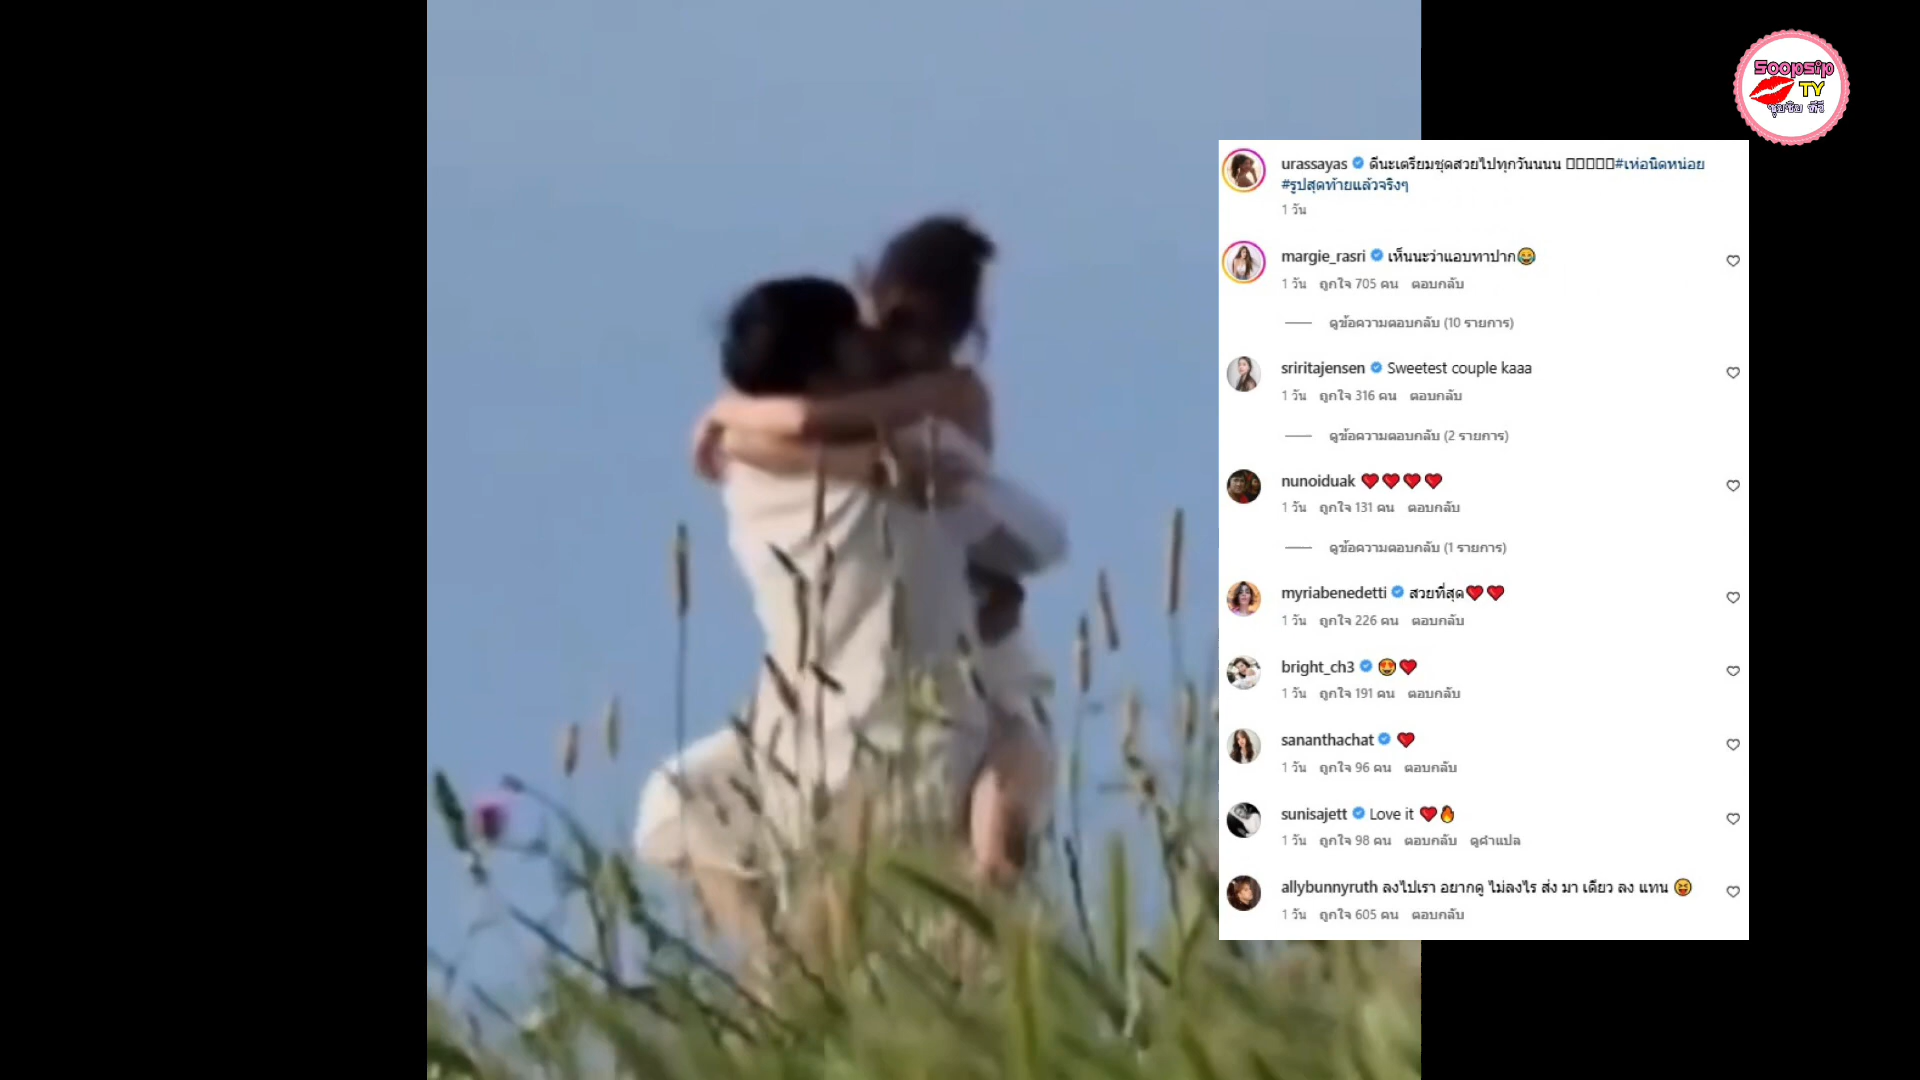 Soopsip
TV
ซุบซิบ ทีวี
urassayas ดีนะเตรียมชุดสวยไปทุกวันนนน #เห่อนิดหน่อย
#รูปสุดท้ายแล้วจริงๆ
1 วัน
margie_rasri เห็นนะว่าแอบทาปาก😂
1 วัน ถูกใจ 705 คน ตอบกลับ
ดูข้อความตอบกลับ (10 รายการ)
sriritajensen Sweetest couple kaaa
1 วัน ถูกใจ 316 คน ตอบกลับ
ดูข้อความตอบกลับ (2 รายการ)
nunoiduak ❤️❤️❤️❤️
1 วัน ถูกใจ 131 คน ตอบกลับ
ดูข้อความตอบกลับ (1 รายการ)
myriabenedetti สวยที่สุด❤️❤️
1 วัน ถูกใจ 226 คน ตอบกลับ
bright_ch3 😍❤️
1 วัน ถูกใจ 191 คน ตอบกลับ
sananthachat ❤️
1 วัน ถูกใจ 96 คน ตอบกลับ
sunisajett Love it ❤️🔥
1 วัน ถูกใจ 98 คน ตอบกลับ ดูคำแปล
allybunnyruth ลงไปเรา อยากดู ไม่ลงไร ส่ง มา เดียว ลง แทน 😝
1 วัน ถูกใจ 605 คน ตอบกลับ